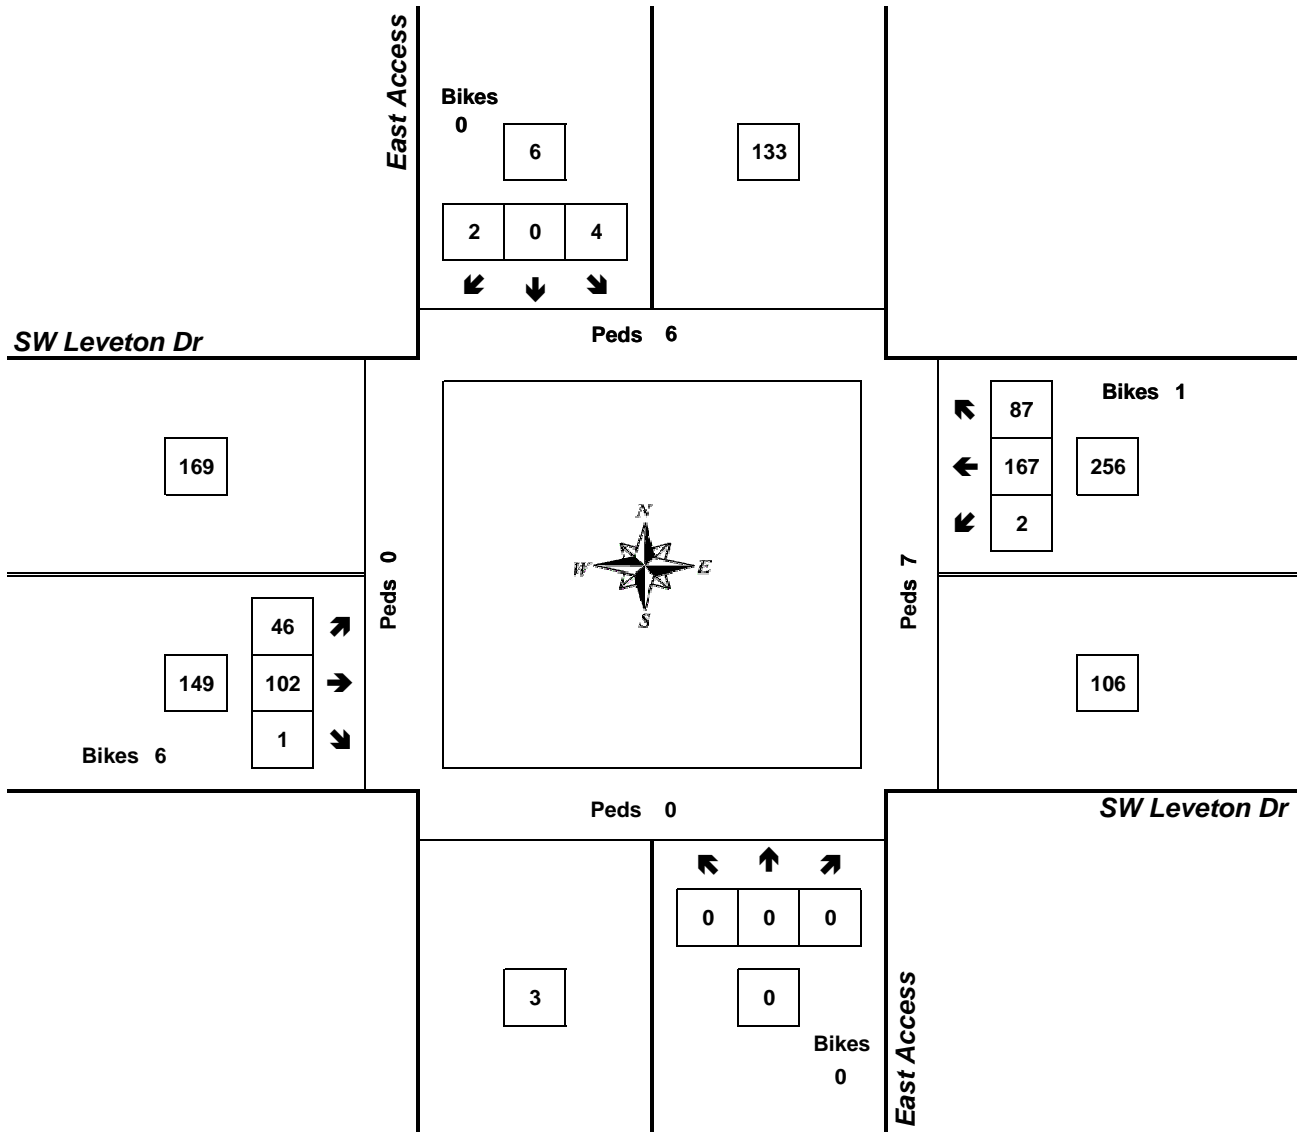 East Access
Bikes
0
6
133
2 0 4
Peds 6
SW Leveton Dr
Bikes 1
87
169
167 256
2
N
W E
S
Peds 0
Peds 7
46
149 102
106
1
Bikes 6
Peds 0
SW Leveton Dr
0 0 0
3
0
East Access
Bikes
0